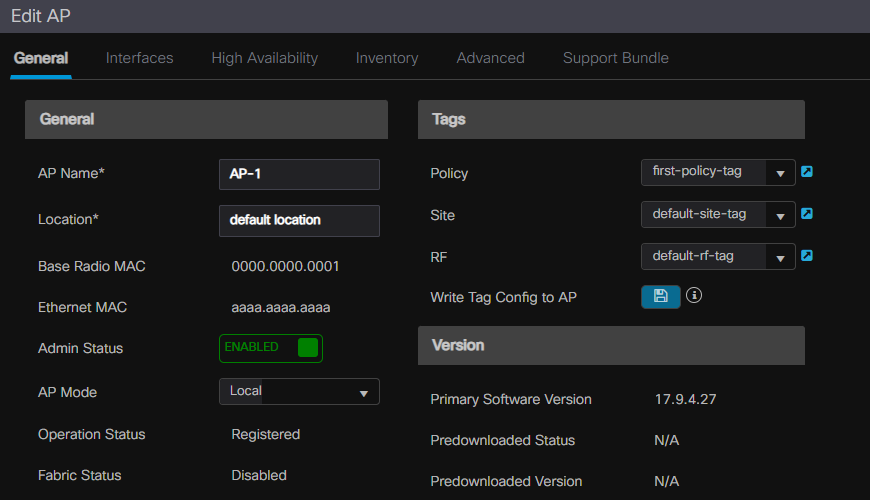 Edit AP
General Interfaces High Availability Inventory Advanced Support Bundle
General
AP Name* AP-1
Location* default location
Base Radio MAC 0000.0000.0001
Ethernet MAC aaaa.aaaa.aaaa
Admin Status ENABLED
AP Mode Local
Operation Status Registered
Fabric Status Disabled
Tags
Policy first-policy-tag
Site default-site-tag
RF default-rf-tag
Write Tag Config to AP
Version
Primary Software Version 17.9.4.27
Predownloaded Status N/A
Predownloaded Version N/A